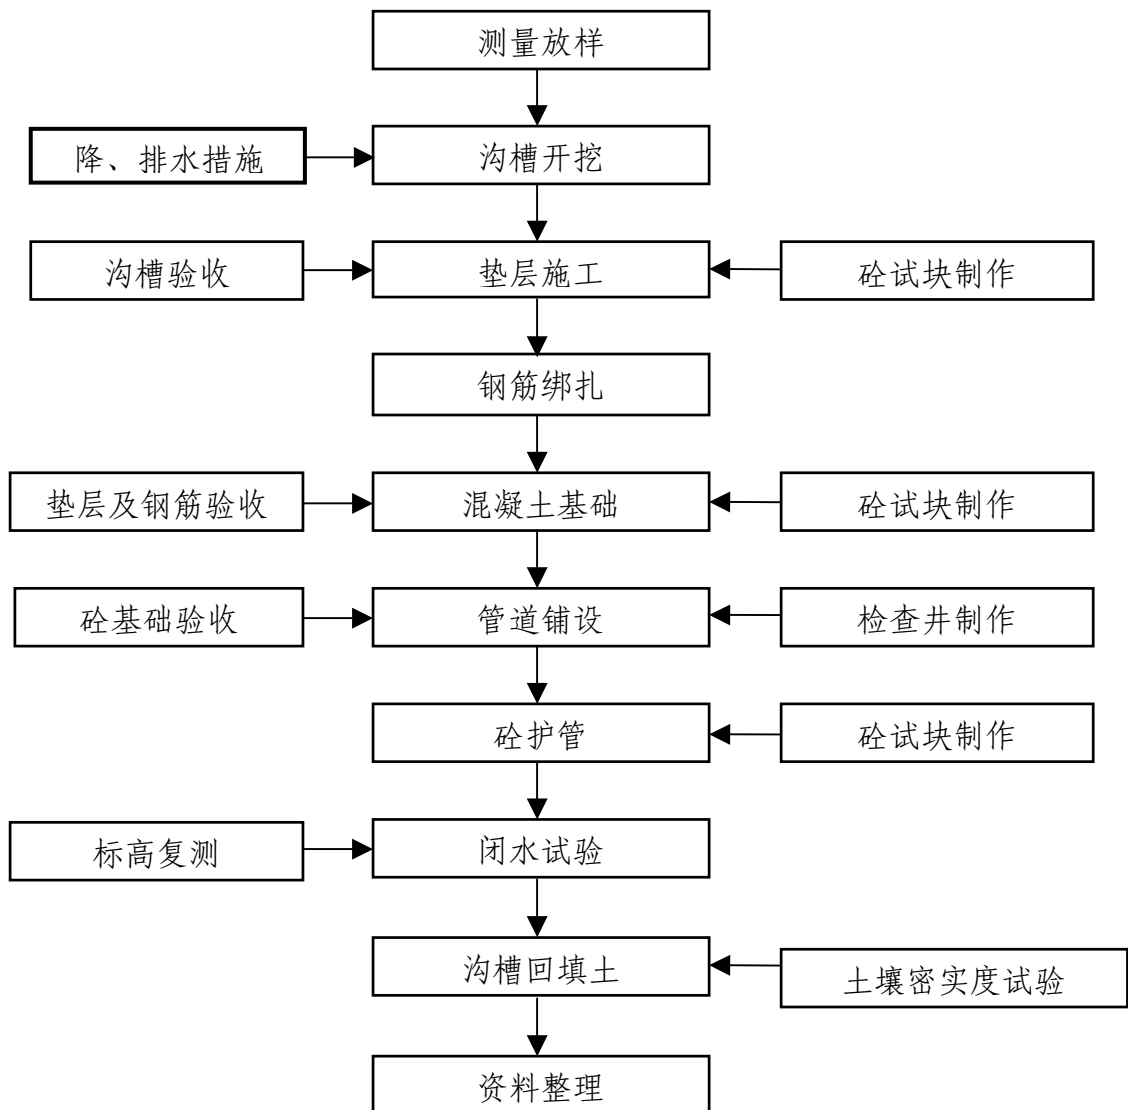 测量放样
降、排水措施
沟槽开挖
沟槽验收
垫层施工
砼试块制作
钢筋绑扎
垫层及钢筋验收
混凝土基础
砼试块制作
砼基础验收
管道铺设
检查井制作
砼护管
砼试块制作
标高复测
闭水试验
沟槽回填土
土壤密实度试验
资料整理